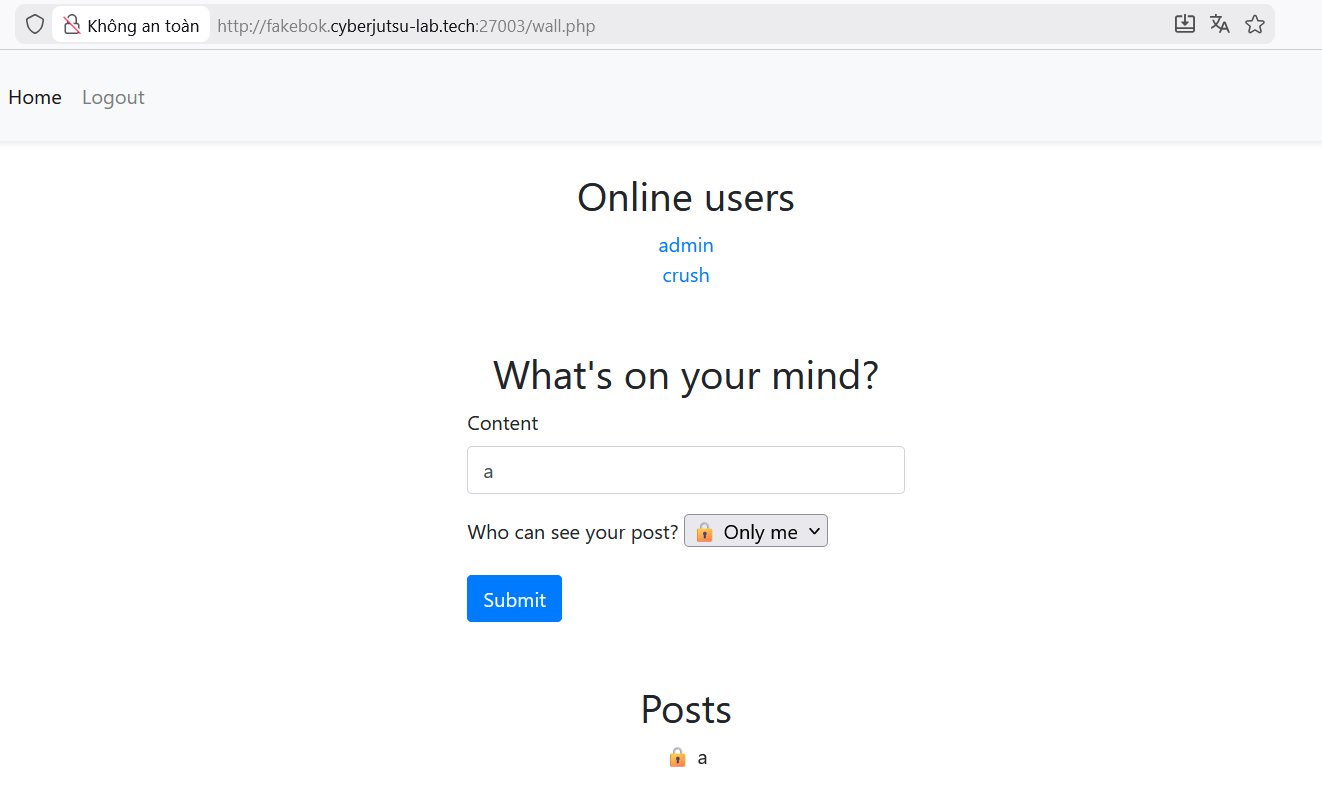 Không an toàn http://fakebok.cyberjutsu-lab.tech:27003/wall.php
Home Logout
Online users
admin
crush
What's on your mind?
Content
a
Who can see your post? 🔒 Only me
Submit
Posts
🔒 a